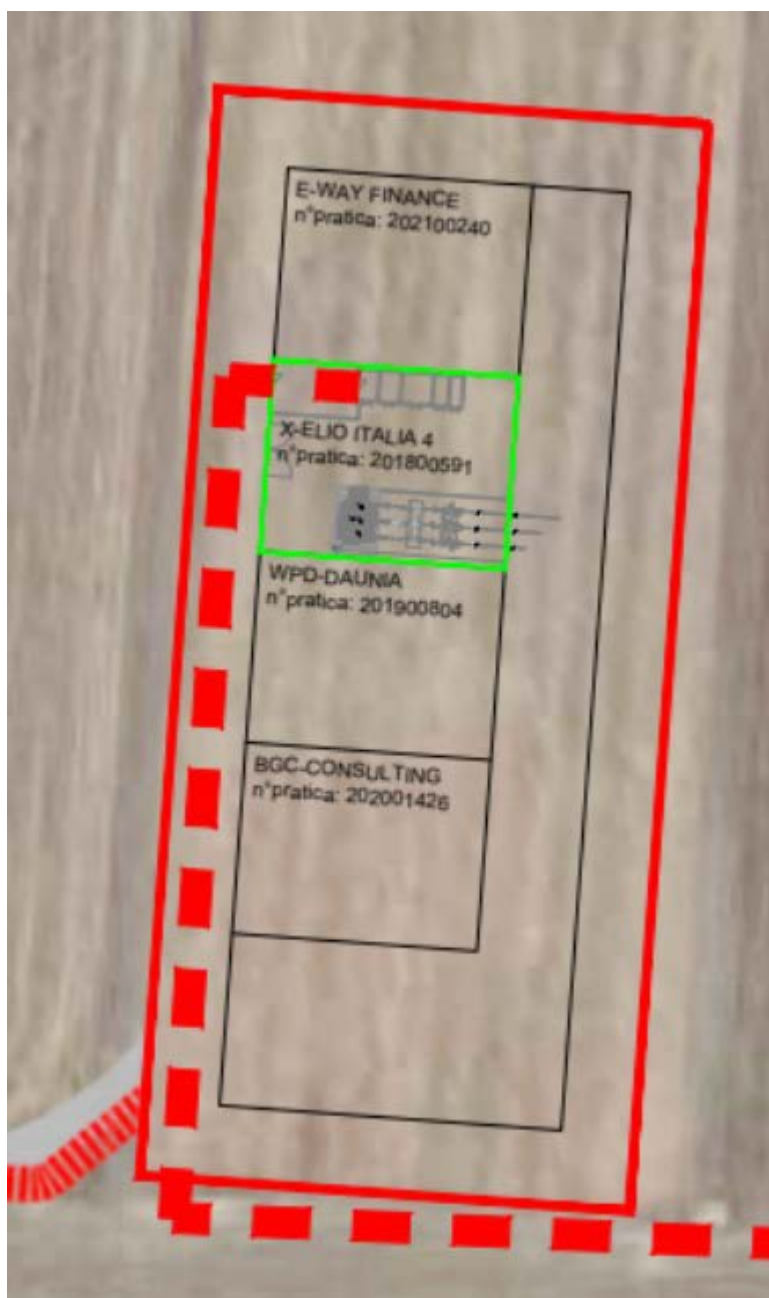 E-WAY FINANCE
n°pratica: 202100240
X-ELIO ITALIA 4
n°pratica: 201800591
WPD-DAUNIA
n°pratica: 201900804
BGC-CONSULTING
n°pratica: 202001426